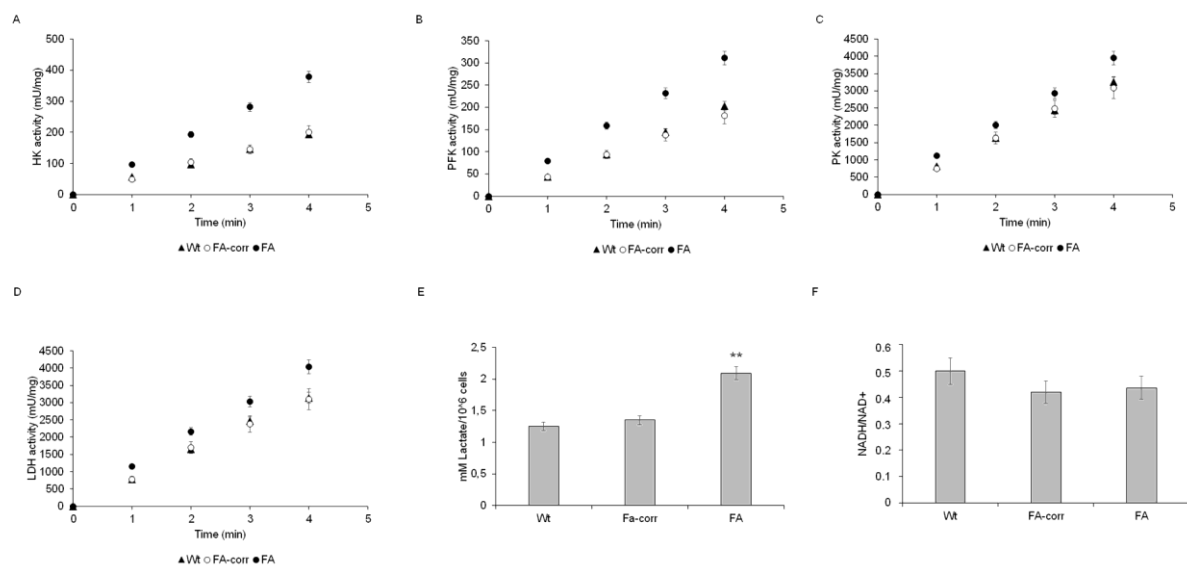 A
HK activity (mU/mg)
500
400
300
200
100
0
0 1 2 3 4 5
Time (min)
▲Wt ○FA-corr ●FA
B
PFK activity (mU/mg)
350
300
250
200
150
100
50
0
0 1 2 3 4 5
Time (min)
▲Wt ○FA-corr ●FA
C
PK activity (mU/mg)
4500
4000
3500
3000
2500
2000
1500
1000
500
0
0 1 2 3 4 5
Time (min)
▲Wt ○FA-corr ●FA
D
LDH activity (mU/mg)
4500
4000
3500
3000
2500
2000
1500
1000
500
0
0 1 2 3 4 5
Time (min)
▲Wt ○FA-corr ●FA
E
mM Lactate/10^6 cells
2,5
2
1,5
1
0,5
0
**
Wt Fa-corr FA
F
NADH/NAD+
0.6
0.5
0.4
0.3
0.2
0.1
0
Wt FA-corr FA